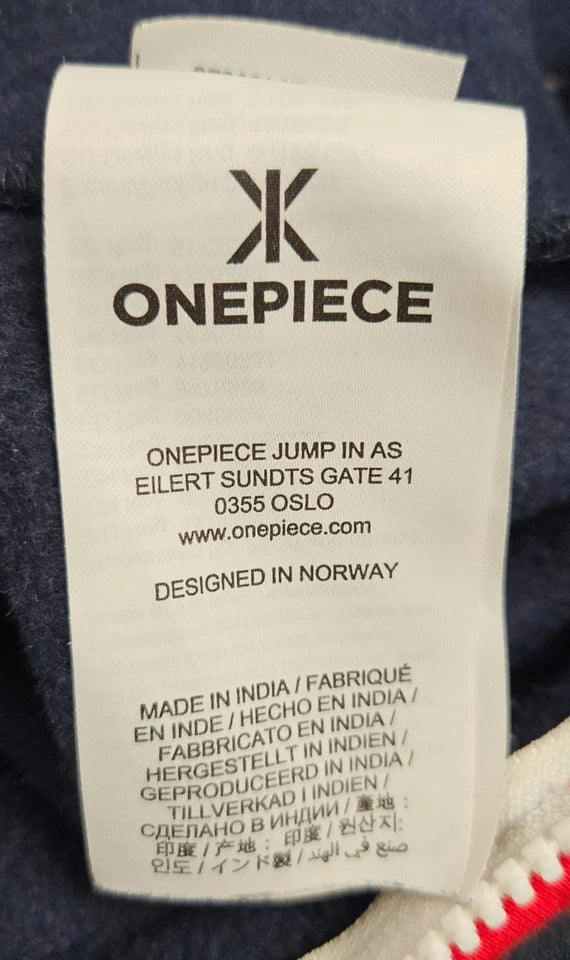 ONEPIECE
ONEPIECE JUMP IN AS
EILERT SUNDTS GATE 41
0355 OSLO
www.onepiece.com
DESIGNED IN NORWAY
MADE IN INDIA / FABRIQUÉ
EN INDE / HECHO EN INDIA /
FABBRICATO EN INDIA /
HERGESTELLT IN INDIEN /
GEPRODUCEERD IN INDIA /
TILLVERKAD I INDIEN /
СДЕЛАНО В ИНДИИ / 產地 :
印度 / 产地 : 印度 / 원산지:
인도 / インド製 / صنع في الهند